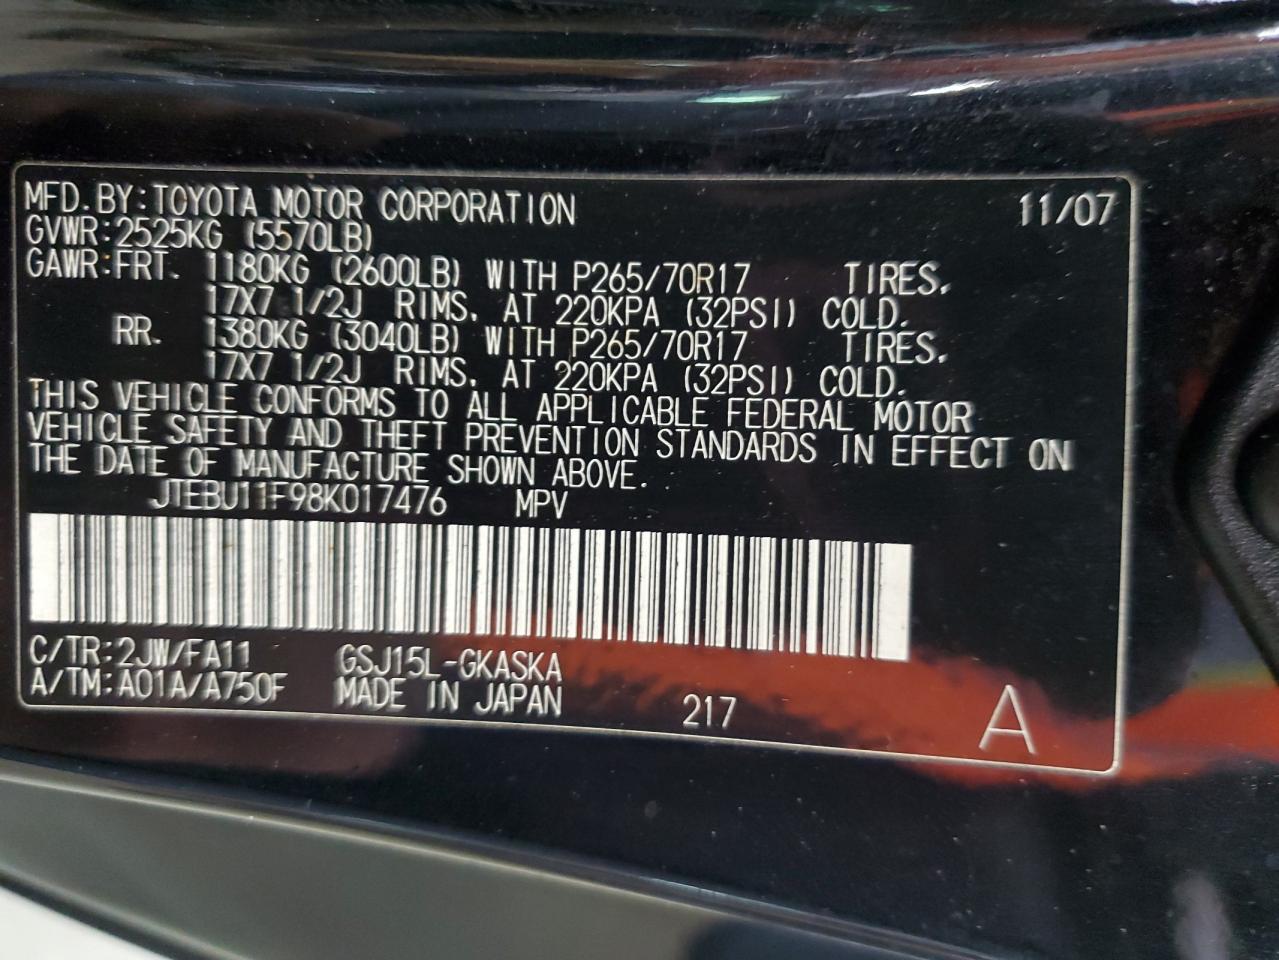 MFD. BY: TOYOTA MOTOR CORPORATION 11/07
GVWR: 2525KG (5570LB)
GAWR: FRT. 1180KG (2600LB) WITH P265/70R17 TIRES.
17X7 1/2J RIMS. AT 220KPA (32PSI) COLD.
RR. 1380KG (3040LB) WITH P265/70R17 TIRES.
17X7 1/2J RIMS. AT 220KPA (32PSI) COLD.
THIS VEHICLE CONFORMS TO ALL APPLICABLE FEDERAL MOTOR
VEHICLE SAFETY AND THEFT PREVENTION STANDARDS IN EFFECT ON
THE DATE OF MANUFACTURE SHOWN ABOVE.
JTEBU11F98K017476 MPV
C/TR: 2JW/FA11 GSJ15L-GKASKA
A/TM: A01A/A750F MADE IN JAPAN 217 A